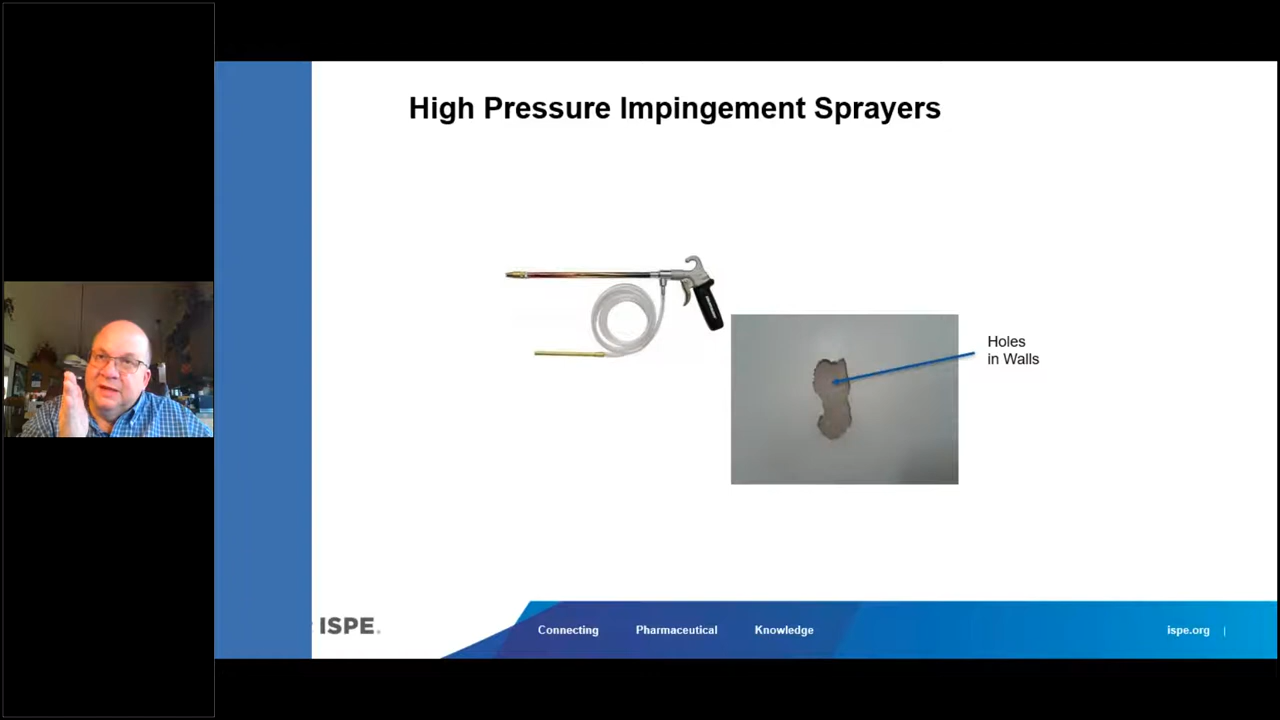 High Pressure Impingement Sprayers
Holes
in Walls
ISPE.
Connecting Pharmaceutical Knowledge
ispe.org |